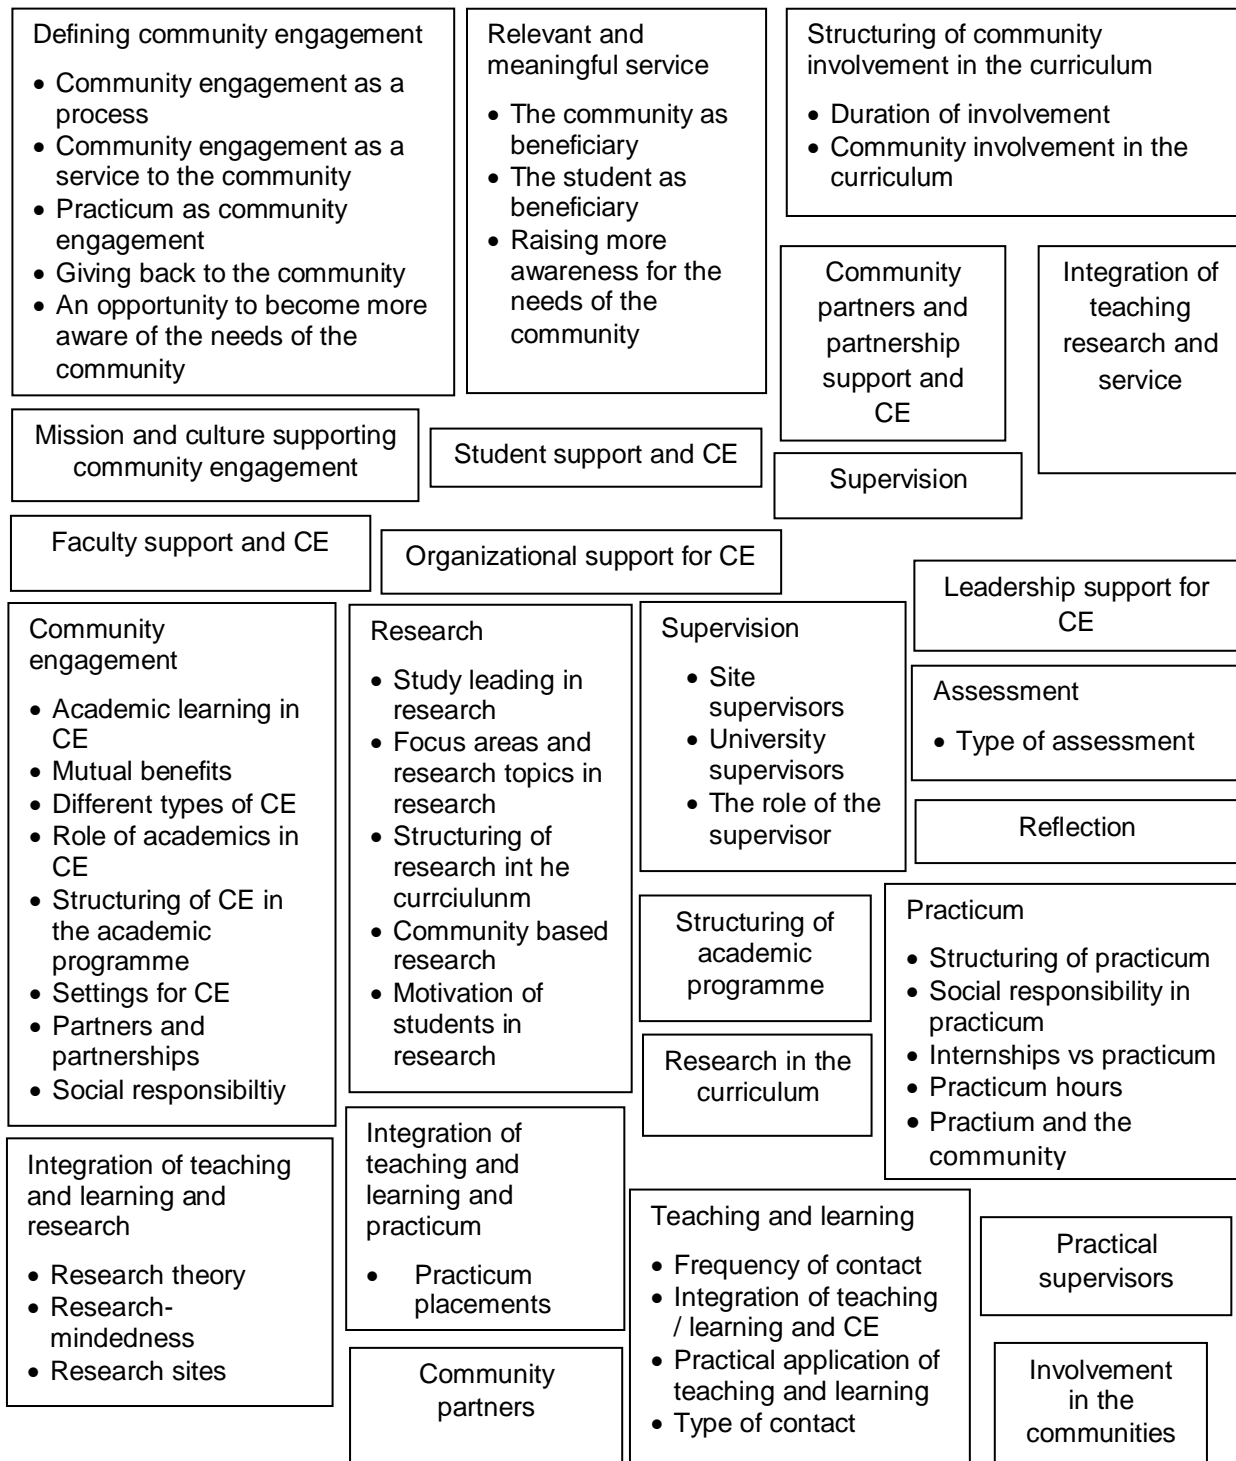 Defining community engagement
• Community engagement as a
process
• Community engagement as a
service to the community
• Practicum as community
engagement
• Giving back to the community
• An opportunity to become more
aware of the needs of the
community
Relevant and
meaningful service
• The community as
beneficiary
• The student as
beneficiary
• Raising more
awareness for the
needs of the
community
Structuring of community
involvement in the curriculum
• Duration of involvement
• Community involvement in the
curriculum
Community
partners and
partnership
support and
CE
Integration of
teaching
research and
service
Mission and culture supporting
community engagement
Student support and CE
Supervision
Faculty support and CE
Organizational support for CE
Leadership support for
CE
Community
engagement
• Academic learning in
CE
• Mutual benefits
• Different types of CE
• Role of academics in
CE
• Structuring of CE in
the academic
programme
• Settings for CE
• Partners and
partnerships
• Social responsibiltiy
Research
• Study leading in
research
• Focus areas and
research topics in
research
• Structuring of
research int he
currciulunm
• Community based
research
• Motivation of
students in
research
Supervision
• Site
supervisors
• University
supervisors
• The role of the
supervisor
Assessment
• Type of assessment
Reflection
Structuring of
academic
programme
Practicum
• Structuring of practicum
• Social responsibility in
practicum
• Internships vs practicum
• Practicum hours
• Practium and the
community
Research in the
curriculum
Integration of teaching
and learning and
research
• Research theory
• Research-
mindedness
• Research sites
Integration of
teaching and
learning and
practicum
• Practicum
placements
Teaching and learning
• Frequency of contact
• Integration of teaching
/ learning and CE
• Practical application of
teaching and learning
• Type of contact
Practical
supervisors
Community
partners
Involvement
in the
communities